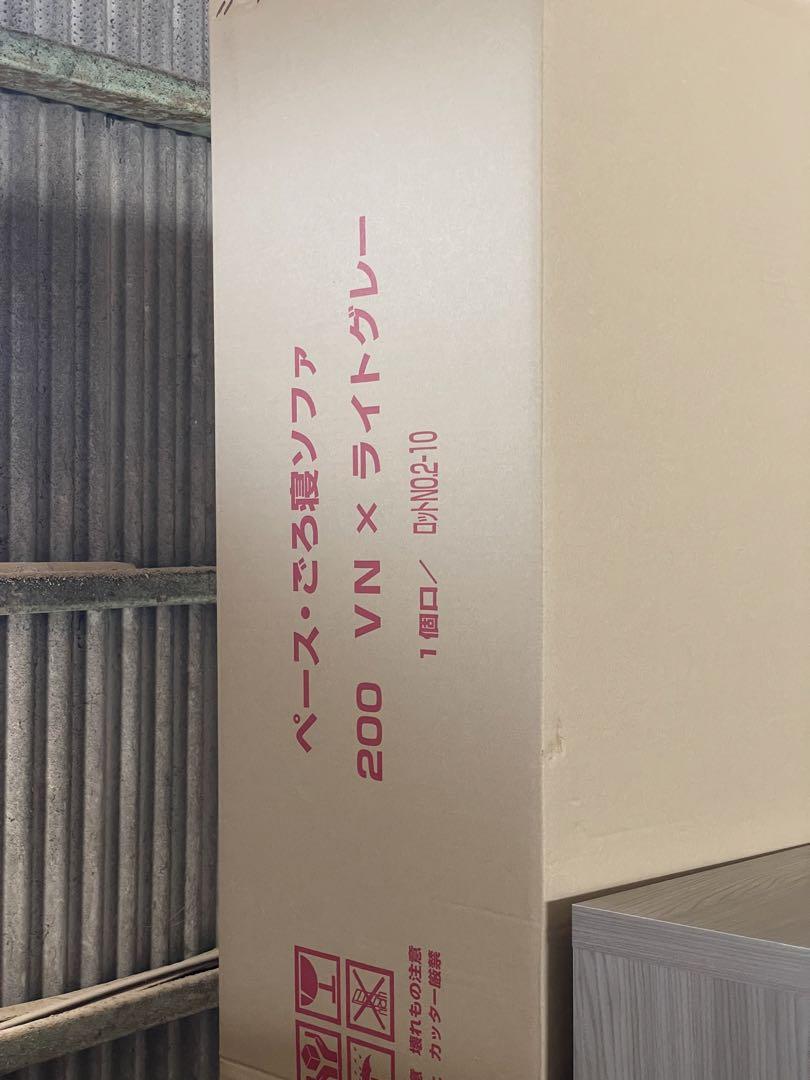 ペース・ごろ寝ソファ
200 VN × ライトグレー
1個口／ ロットNO.2-10
壊れもの注意
カッター厳禁